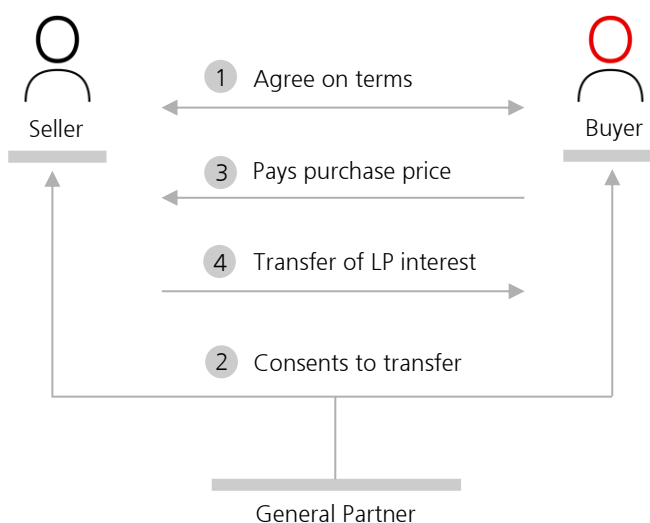 1 Agree on terms
Seller
Buyer
3 Pays purchase price
4 Transfer of LP interest
2 Consents to transfer
General Partner